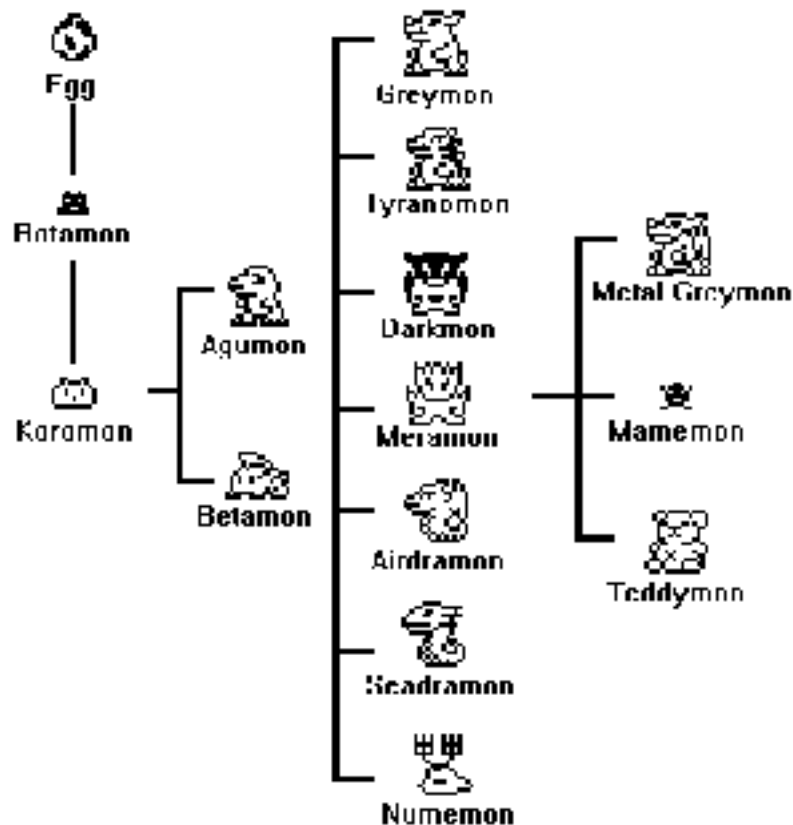 Egg
Botamon
Koromon
Agumon
Betamon
Greymon
Tyranomon
Darkmon
Meramon
Airdramon
Seadramon
Numemon
Metal Greymon
Mamemon
Teddymon